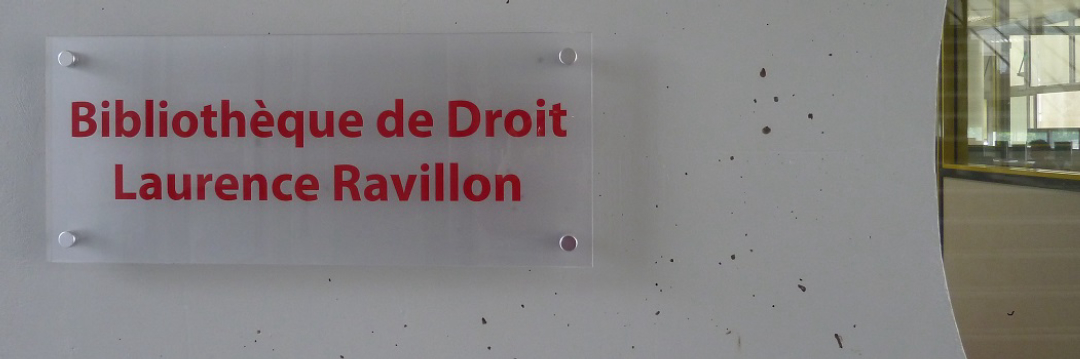 Bibliothèque de Droit
Laurence Ravillon